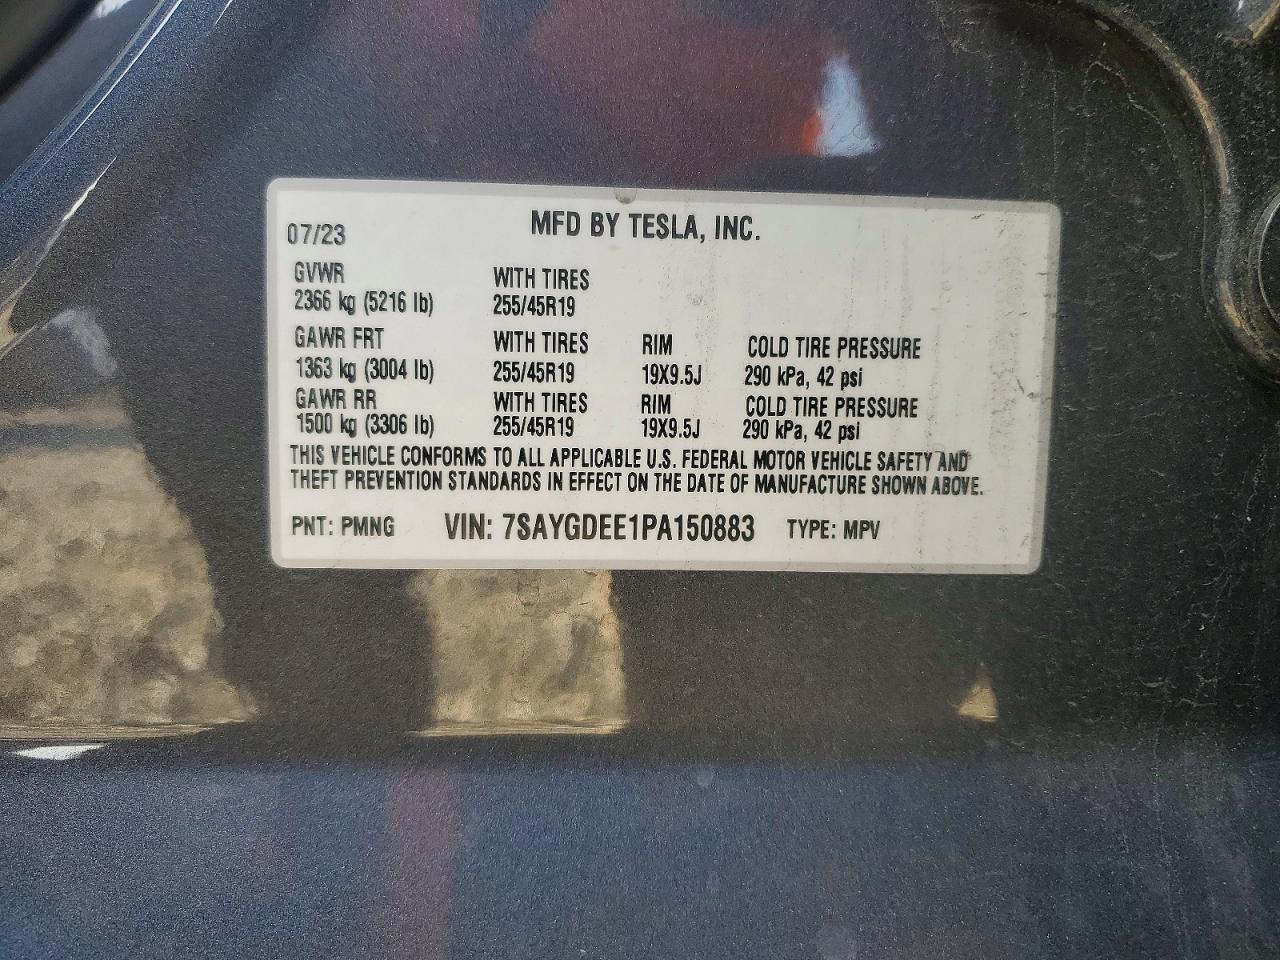 MFD BY TESLA, INC.
07/23
GVWR WITH TIRES
2366 kg (5216 lb) 255/45R19
GAWR FRT WITH TIRES RIM COLD TIRE PRESSURE
1363 kg (3004 lb) 255/45R19 19X9.5J 290 kPa, 42 psi
GAWR RR WITH TIRES RIM COLD TIRE PRESSURE
1500 kg (3306 lb) 255/45R19 19X9.5J 290 kPa, 42 psi
THIS VEHICLE CONFORMS TO ALL APPLICABLE U.S. FEDERAL MOTOR VEHICLE SAFETY AND
THEFT PREVENTION STANDARDS IN EFFECT ON THE DATE OF MANUFACTURE SHOWN ABOVE.
PNT: PMNG VIN: 7SAYGDEE1PA150883 TYPE: MPV